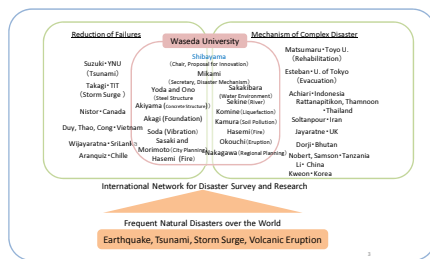 Reduction of Failures
Mechanism of Complex Disaster
Waseda University
Shibayama
(Chair, Proposal for Innovation)
Mikami
(Secretary, Disaster Mechanism)
Suzuki・YNU
(Tsunami)
Takagi・TIT
(Storm Surge )
Nistor・Canada
Duy, Thao, Cong・Vietnam
Wijayaratna・SriLanka
Aranquiz・Chille
Yoda and Ono
(Steel Structure
Akiyama(Concrete Structure))
Akagi (Foundation)
Soda (Vibration)
Sasaki and
Morimoto(City Planning)
Hasemi (Fire)
Sakakibara
(Water Environment)
Sekine(River)
Komine(Liquefaction)
Kamura(Soil Pollution)
Hasemi(Fire)
Okouchi(Eruption)
Nakagawa(Regional Planning)
Matsumaru・Toyo U.
(Rehabilitation)
Esteban・U. of Tokyo
(Evacuation)
Achiari・Indonesia
Rattanapitikon, Thamnoon
・Thailand
Soltanpour・Iran
Jayaratne・UK
Dorji・Bhutan
Nobert, Samson・Tanzania
Li・ China
Kweon・Korea
International Network for Disaster Survey and Research
Frequent Natural Disasters over the World
Earthquake, Tsunami, Storm Surge, Volcanic Eruption
3